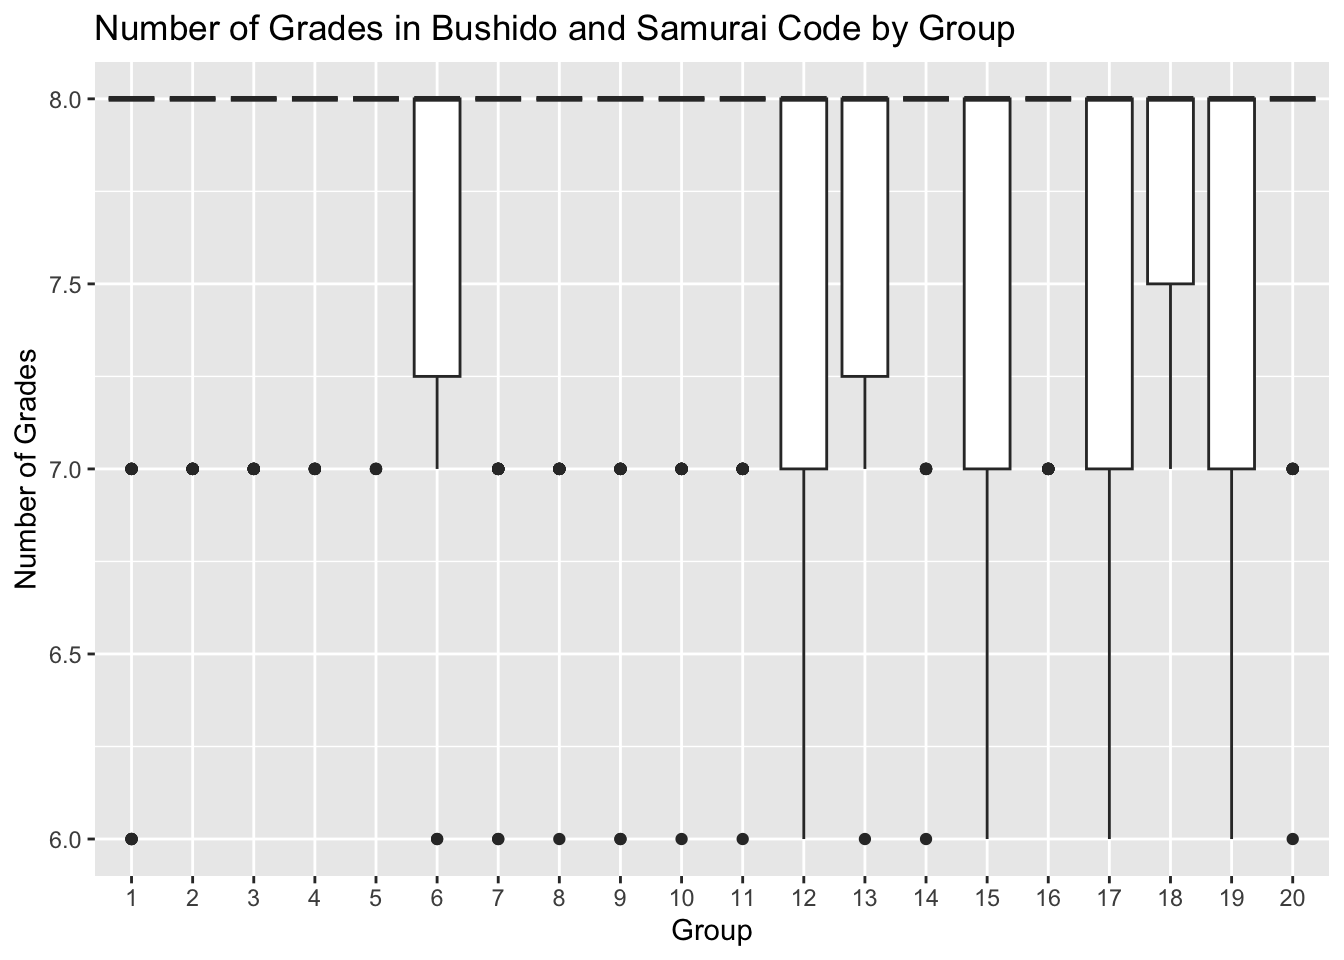 Number of Grades in Bushido and Samurai Code by Group
Number of Grades
8.0
7.5
7.0
6.5
6.0
1 2 3 4 5 6 7 8 9 10 11 12 13 14 15 16 17 18 19 20
Group